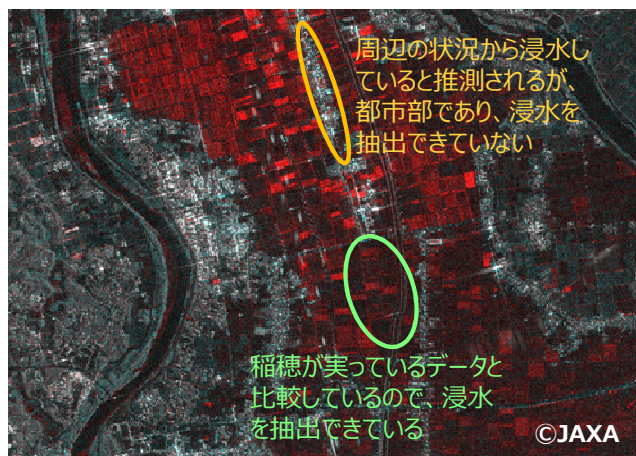 周辺の状況から浸水し
ていると推測されるが、
都市部であり、浸水を
抽出できていない
稲穂が実っているデータと
比較しているので、浸水
を抽出できている
©JAXA